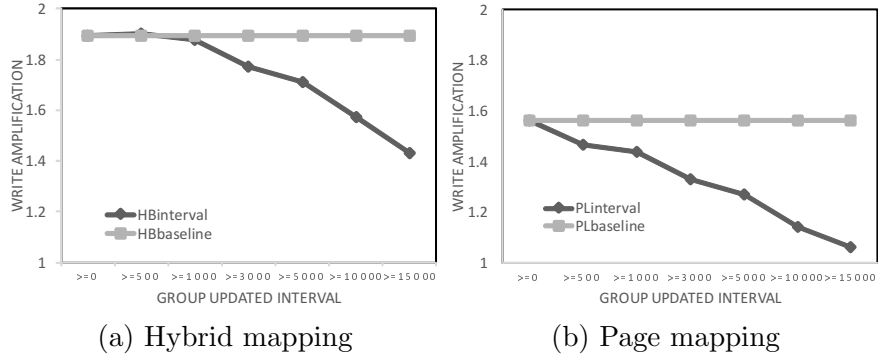 2
1.8
1.6
1.4
1.2
1
WRITE AMPLIFICATION
HBinterval
HBbaseline
>=0 >=500 >=1000 >=3000 >=5000 >=10000 >=15000
GROUP UPDATED INTERVAL
(a) Hybrid mapping
2
1.8
1.6
1.4
1.2
1
WRITE AMPLIFICATION
PLinterval
PLbaseline
>=0 >=500 >=1000 >=3000 >=5000 >=10000 >=15000
GROUP UPDATED INTERVAL
(b) Page mapping